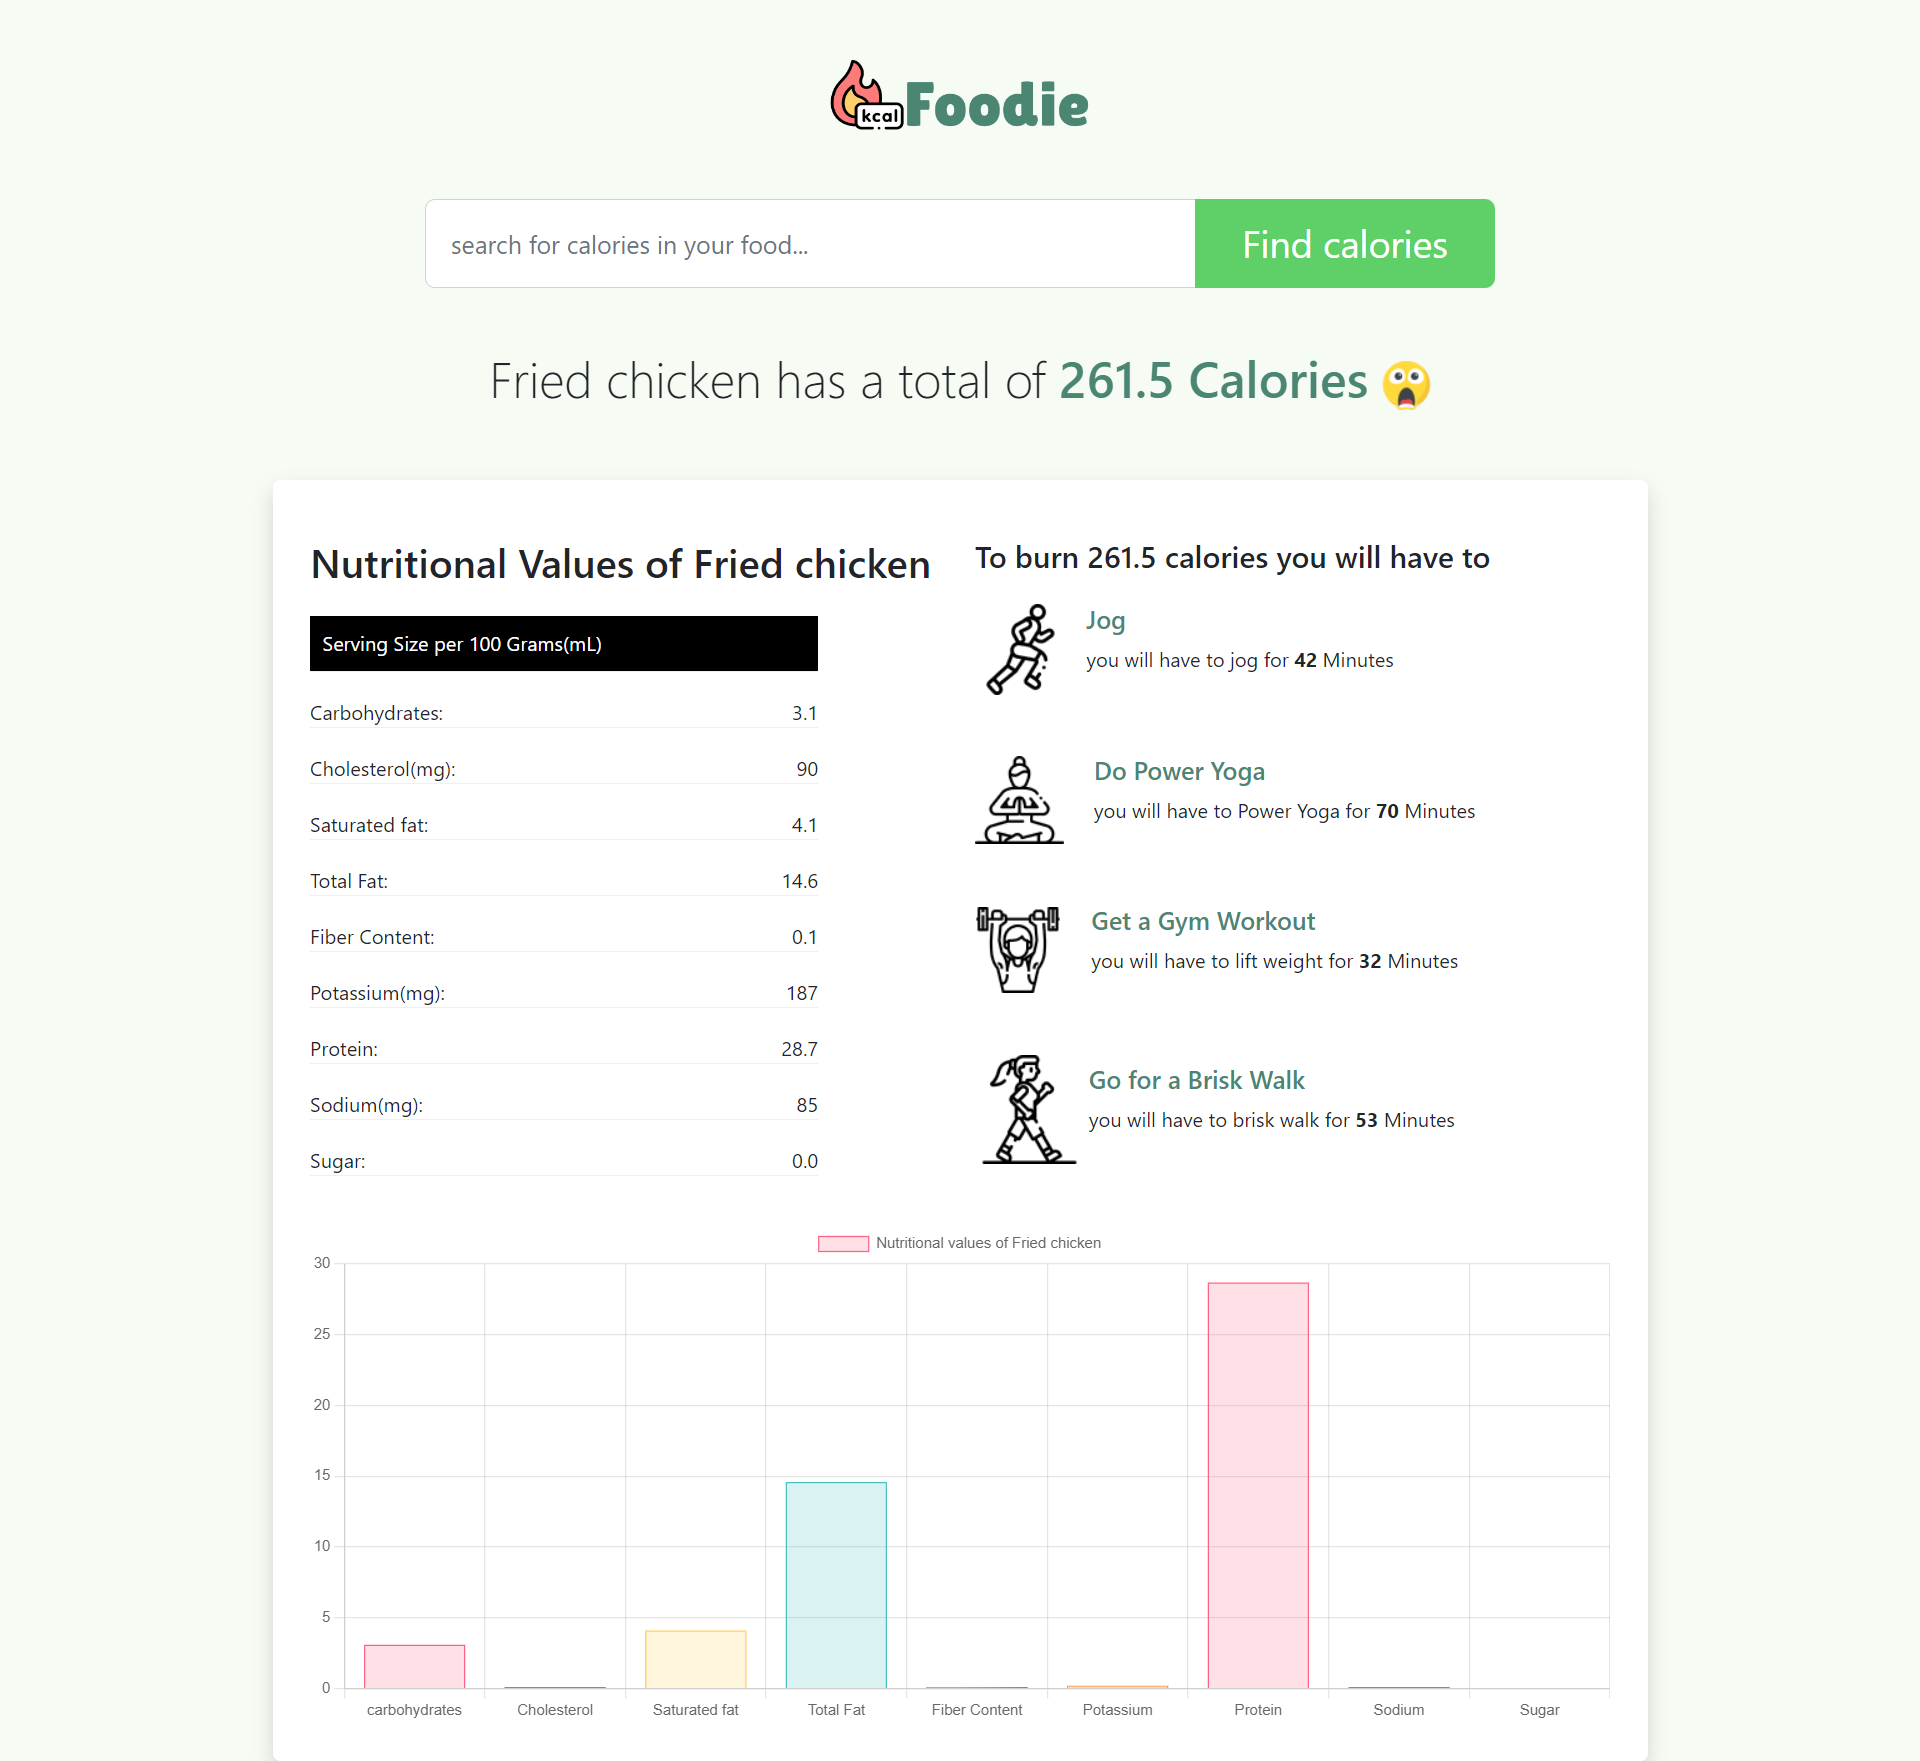 kcal Foodie
search for calories in your food...
Find calories
Fried chicken has a total of 261.5 Calories
Nutritional Values of Fried chicken
Serving Size per 100 Grams(mL)
Carbohydrates: 3.1
Cholesterol(mg): 90
Saturated fat: 4.1
Total Fat: 14.6
Fiber Content: 0.1
Potassium(mg): 187
Protein: 28.7
Sodium(mg): 85
Sugar: 0.0
To burn 261.5 calories you will have to
Jog
you will have to jog for 42 Minutes
Do Power Yoga
you will have to Power Yoga for 70 Minutes
Get a Gym Workout
you will have to lift weight for 32 Minutes
Go for a Brisk Walk
you will have to brisk walk for 53 Minutes
Nutritional values of Fried chicken
30
25
20
15
10
5
0
carbohydrates Cholesterol Saturated fat Total Fat Fiber Content Potassium Protein Sodium Sugar